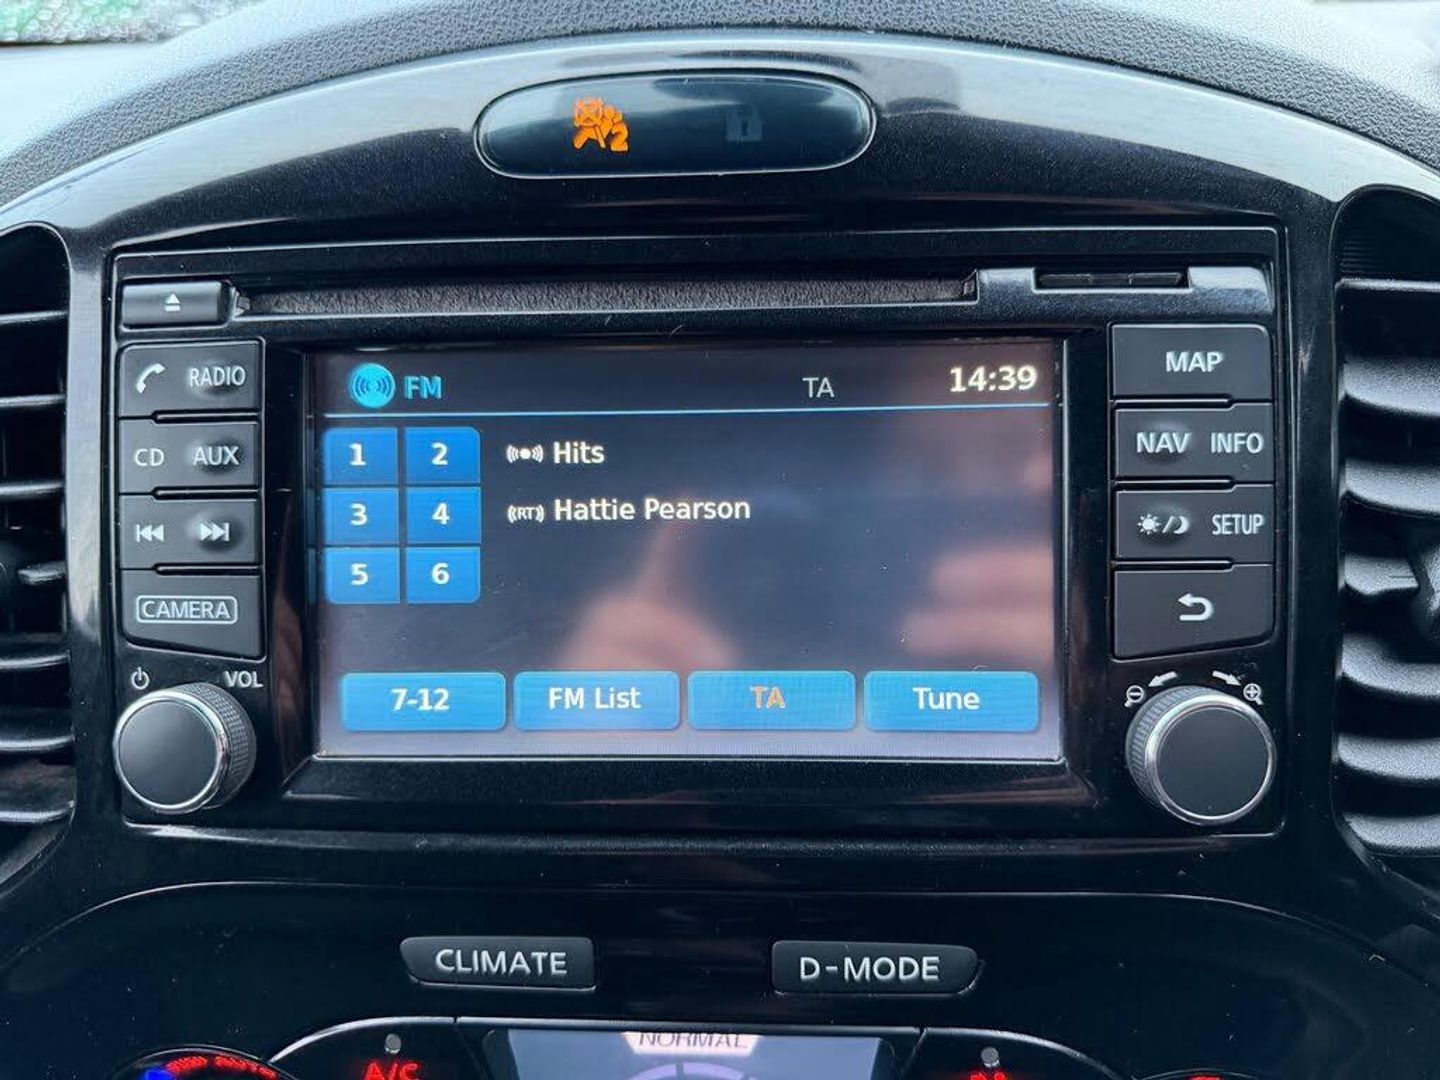 2
FM TA 14:39
RADIO
CD AUX
CAMERA
VOL
1 2
3 4
5 6
Hits
(RT) Hattie Pearson
7-12 FM List TA Tune
MAP
NAV INFO
SETUP
CLIMATE D-MODE
NORMAL
A/C